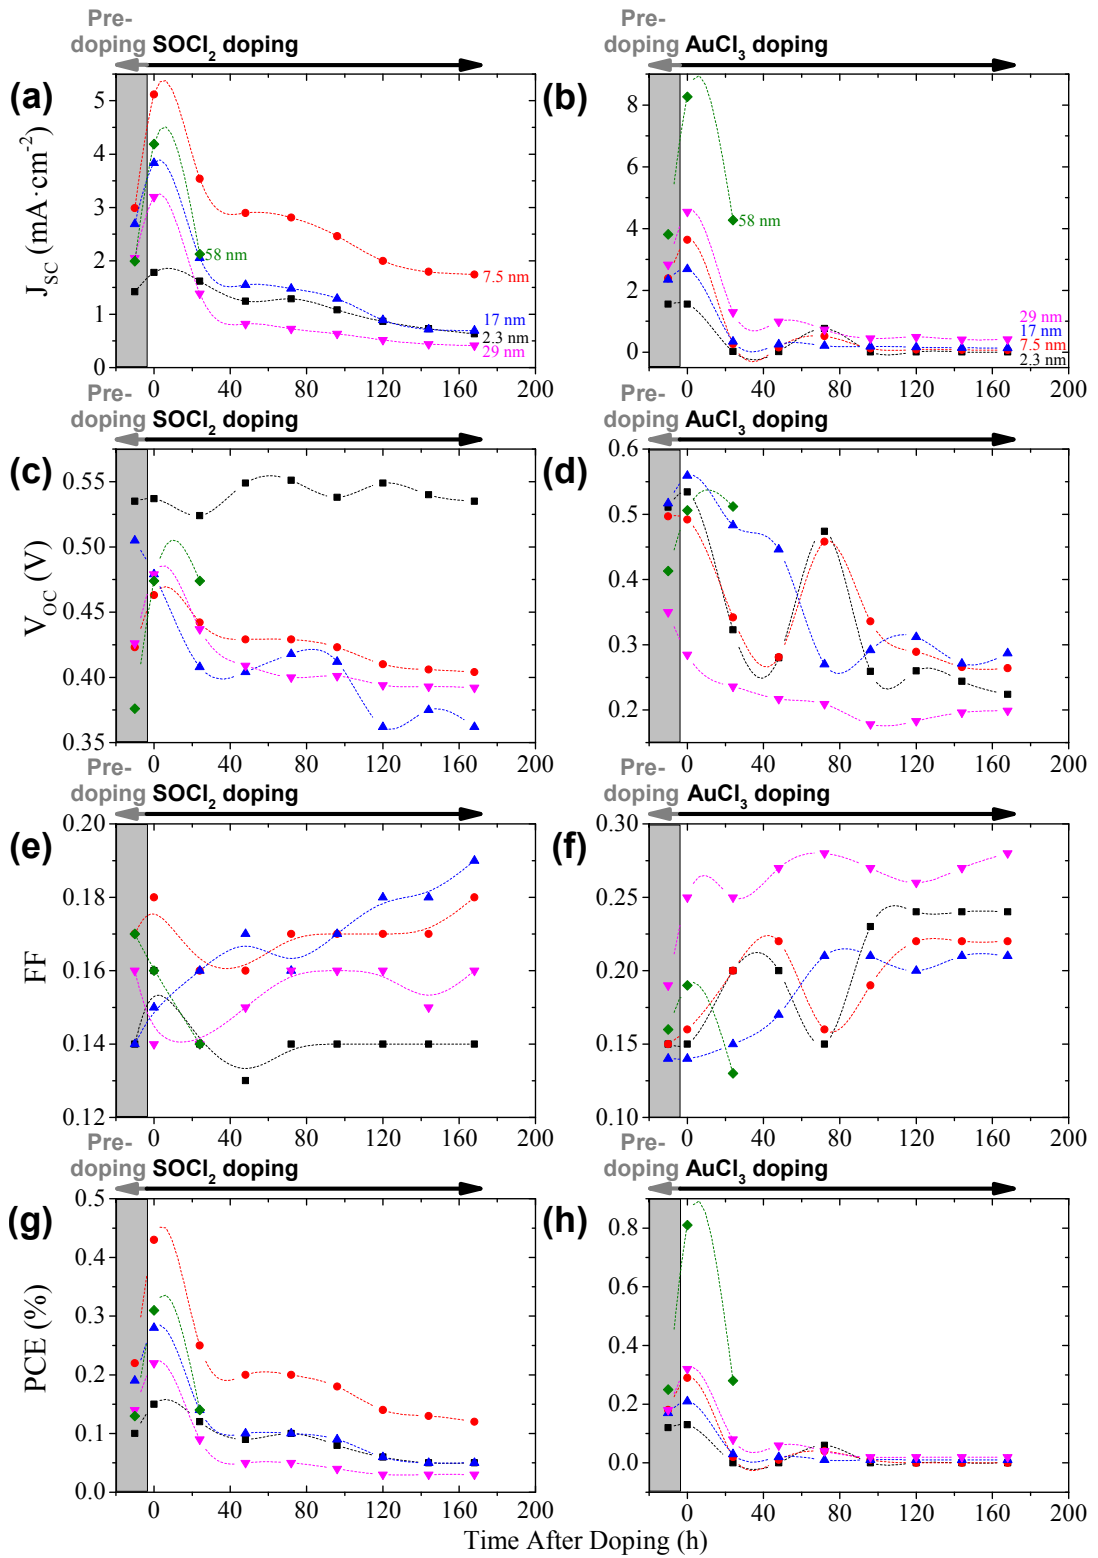 Pre-
doping SOCl2 doping
Pre-
doping AuCl3 doping
(a)
5
4
3
2
1
0
JSC (mA·cm-2)
58 nm
7.5 nm
17 nm
2.3 nm
29 nm
0 40 80 120 160 200
(b)
8
6
4
2
0
58 nm
29 nm
17 nm
7.5 nm
2.3 nm
0 40 80 120 160 200
Pre-
doping SOCl2 doping
Pre-
doping AuCl3 doping
(c)
0.55
0.50
0.45
0.40
0.35
VOC (V)
0 40 80 120 160 200
(d)
0.6
0.5
0.4
0.3
0.2
0 40 80 120 160 200
Pre-
doping SOCl2 doping
Pre-
doping AuCl3 doping
(e)
0.20
0.18
0.16
0.14
0.12
FF
0 40 80 120 160 200
(f)
0.30
0.25
0.20
0.15
0.10
0 40 80 120 160 200
Pre-
doping SOCl2 doping
Pre-
doping AuCl3 doping
(g)
0.5
0.4
0.3
0.2
0.1
0.0
PCE (%)
0 40 80 120 160 200
(h)
0.8
0.6
0.4
0.2
0.0
0 40 80 120 160 200
Time After Doping (h)